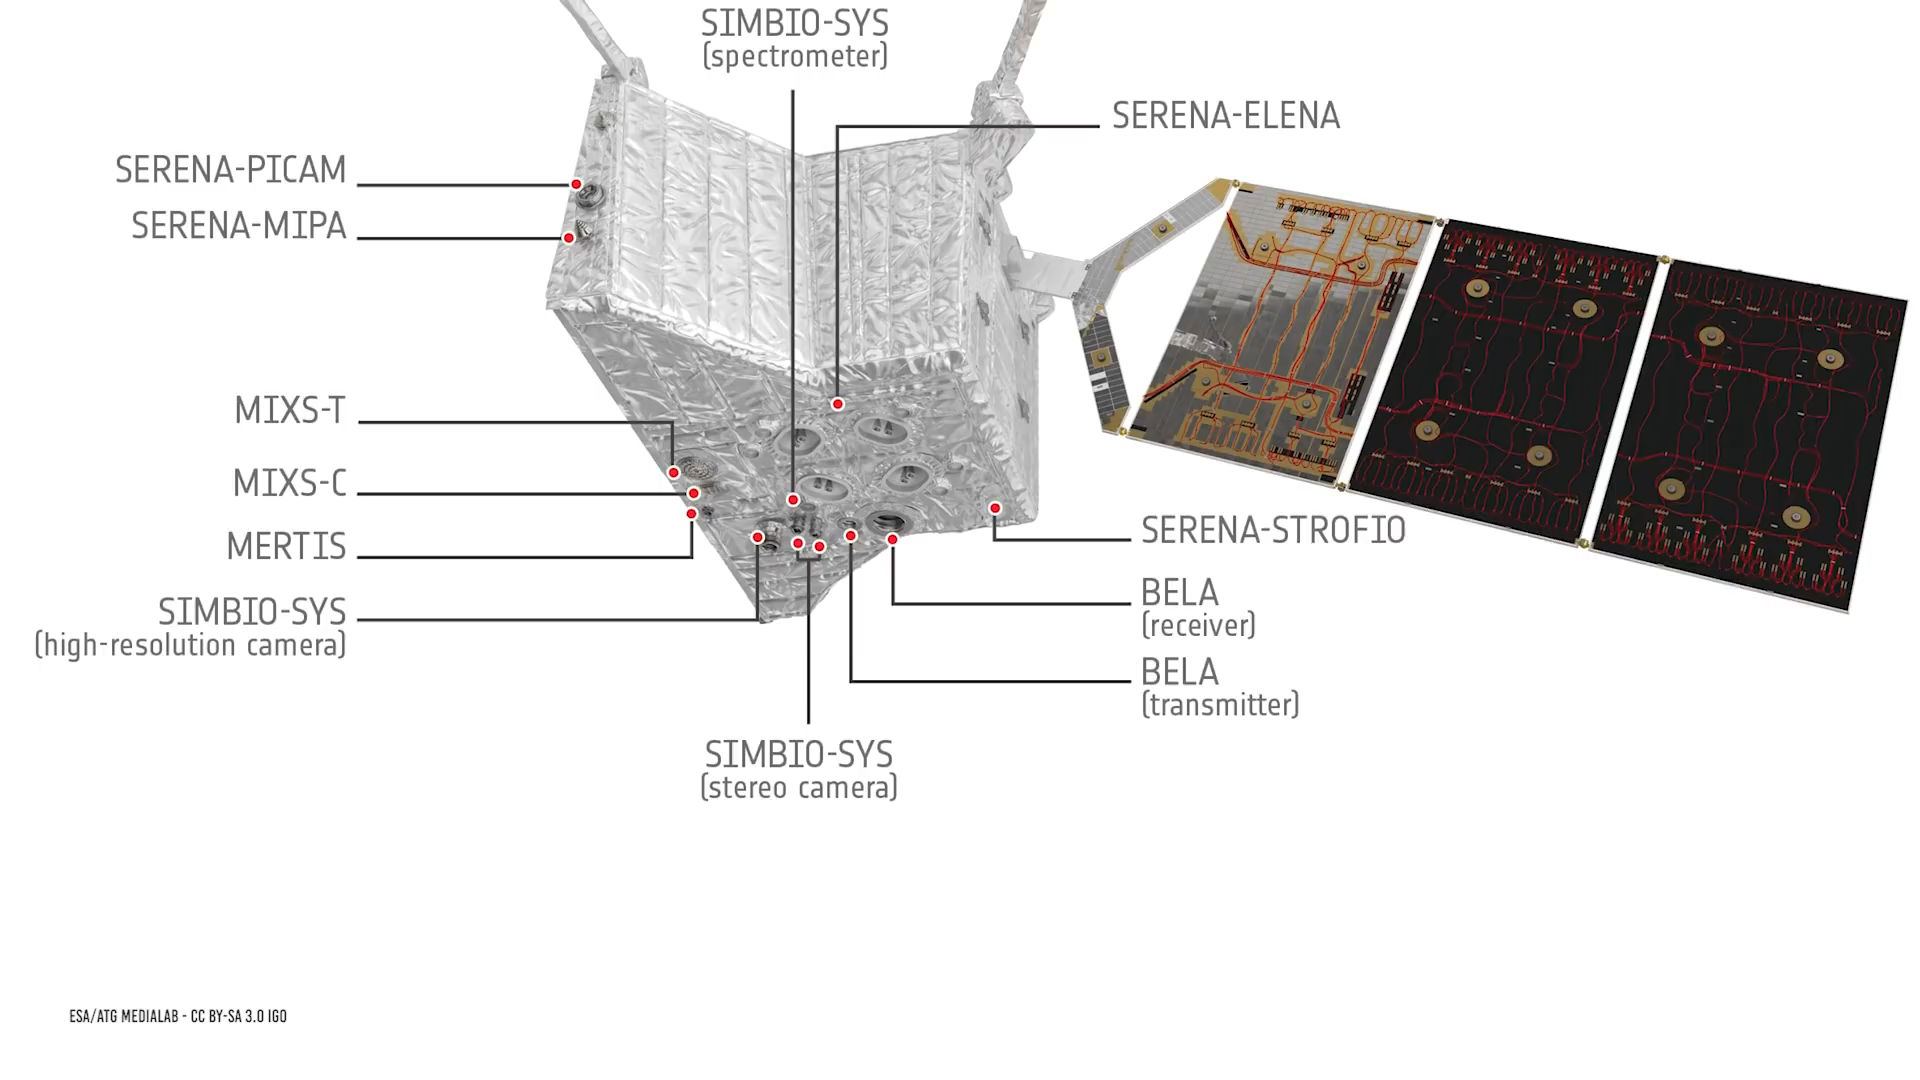 SIMBIO-SYS
(spectrometer)
SERENA-ELENA
SERENA-PICAM
SERENA-MIPA
MIXS-T
MIXS-C
MERTIS
SIMBIO-SYS
(high-resolution camera)
SERENA-STROFIO
BELA
(receiver)
BELA
(transmitter)
SIMBIO-SYS
(stereo camera)
ESA/ATG MEDIALAB - CC BY-SA 3.0 IGO